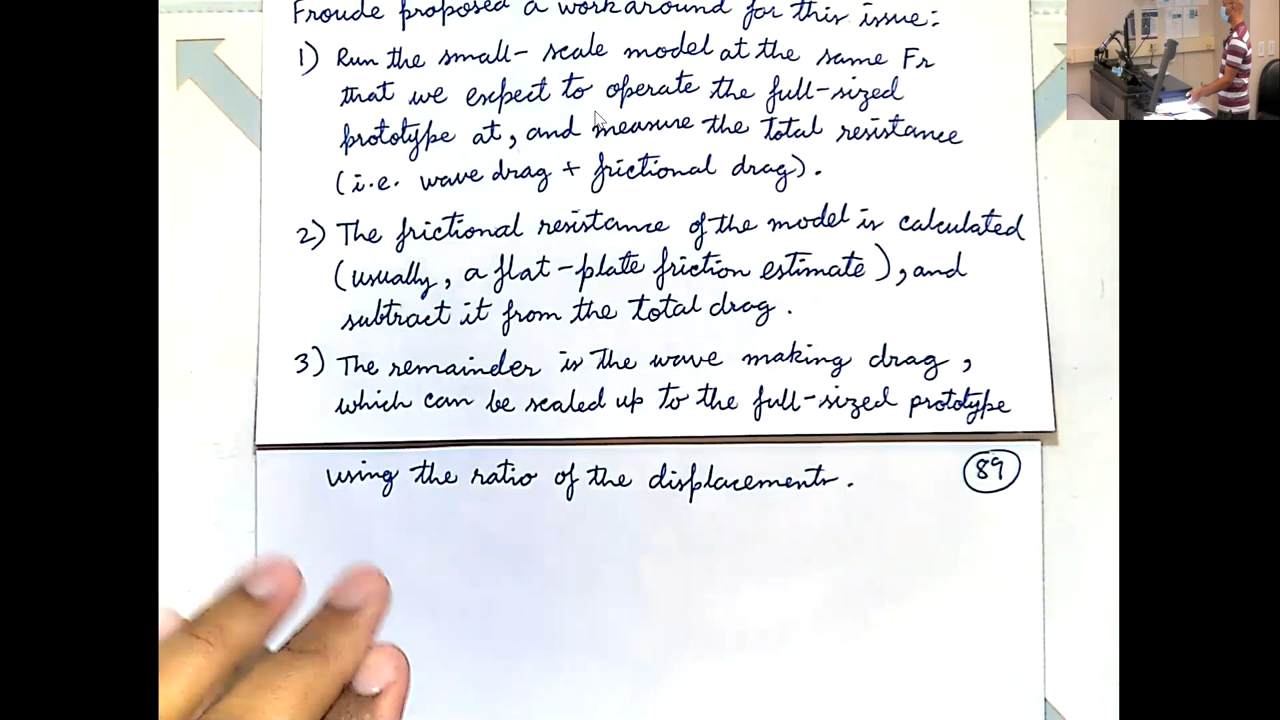 Froude proposed a workaround for this issue:
1) Run the small-scale model at the same Fr
that we expect to operate the full-sized
prototype at, and measure the total resistance
(i.e. wave drag + frictional drag).
2) The frictional resistance of the model is calculated
(usually, a flat-plate friction estimate), and
subtract it from the total drag.
3) The remainder is the wave making drag,
which can be scaled up to the full-sized prototype
using the ratio of the displacements.
89